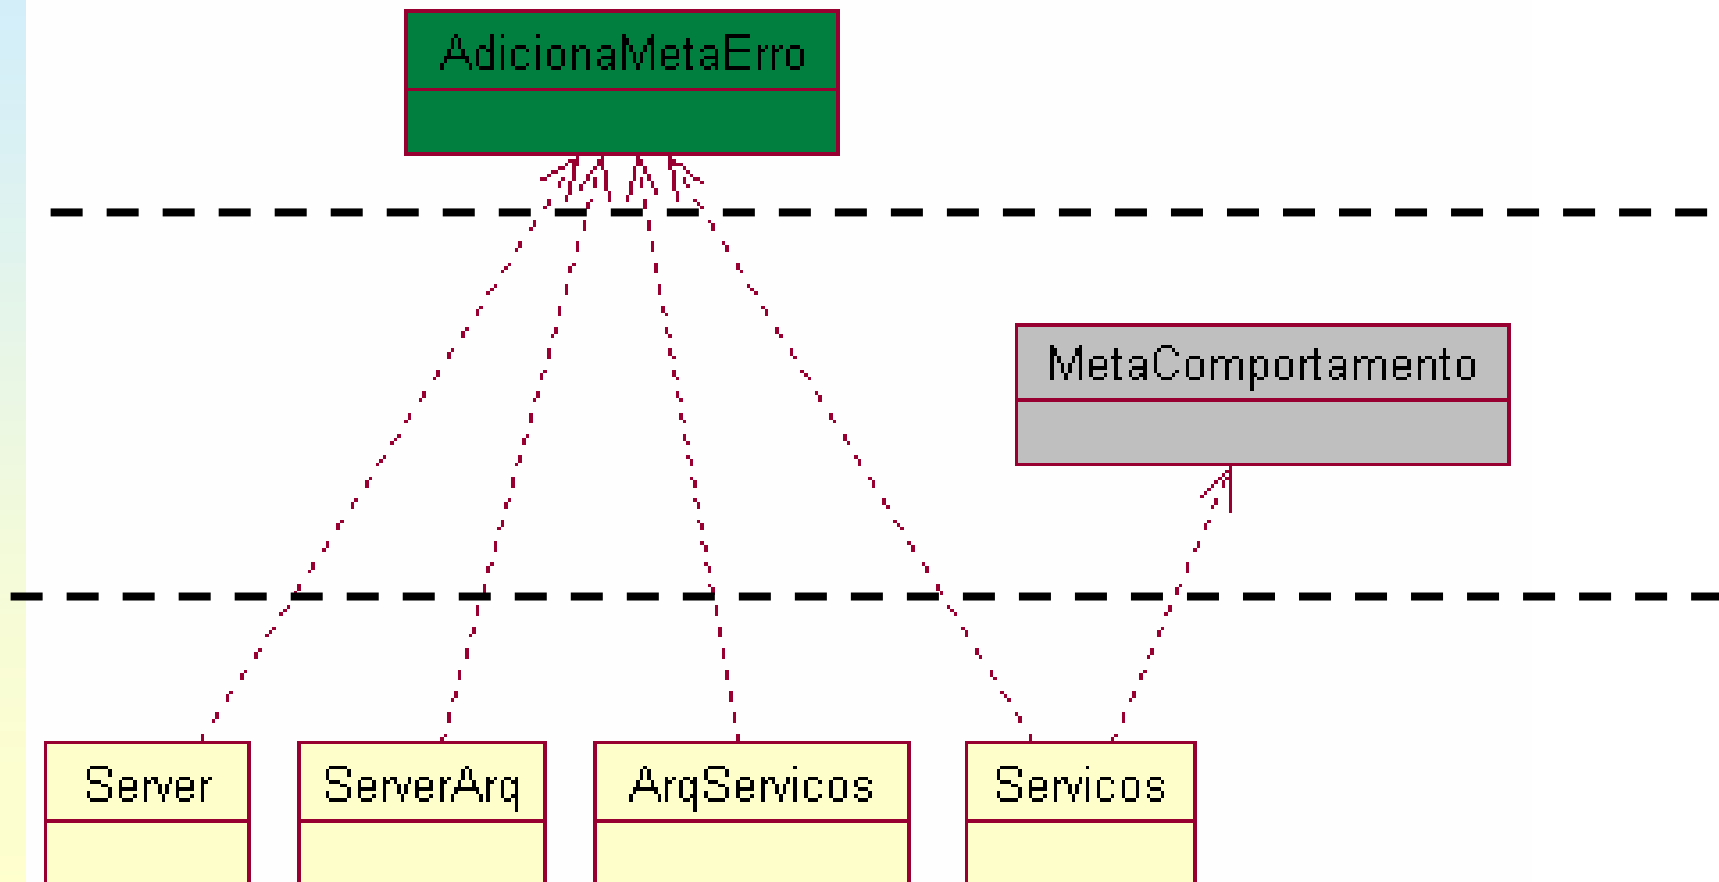 AdicionaMetaErro
MetaComportamento
Server
ServerArq
ArqServicos
Servicos